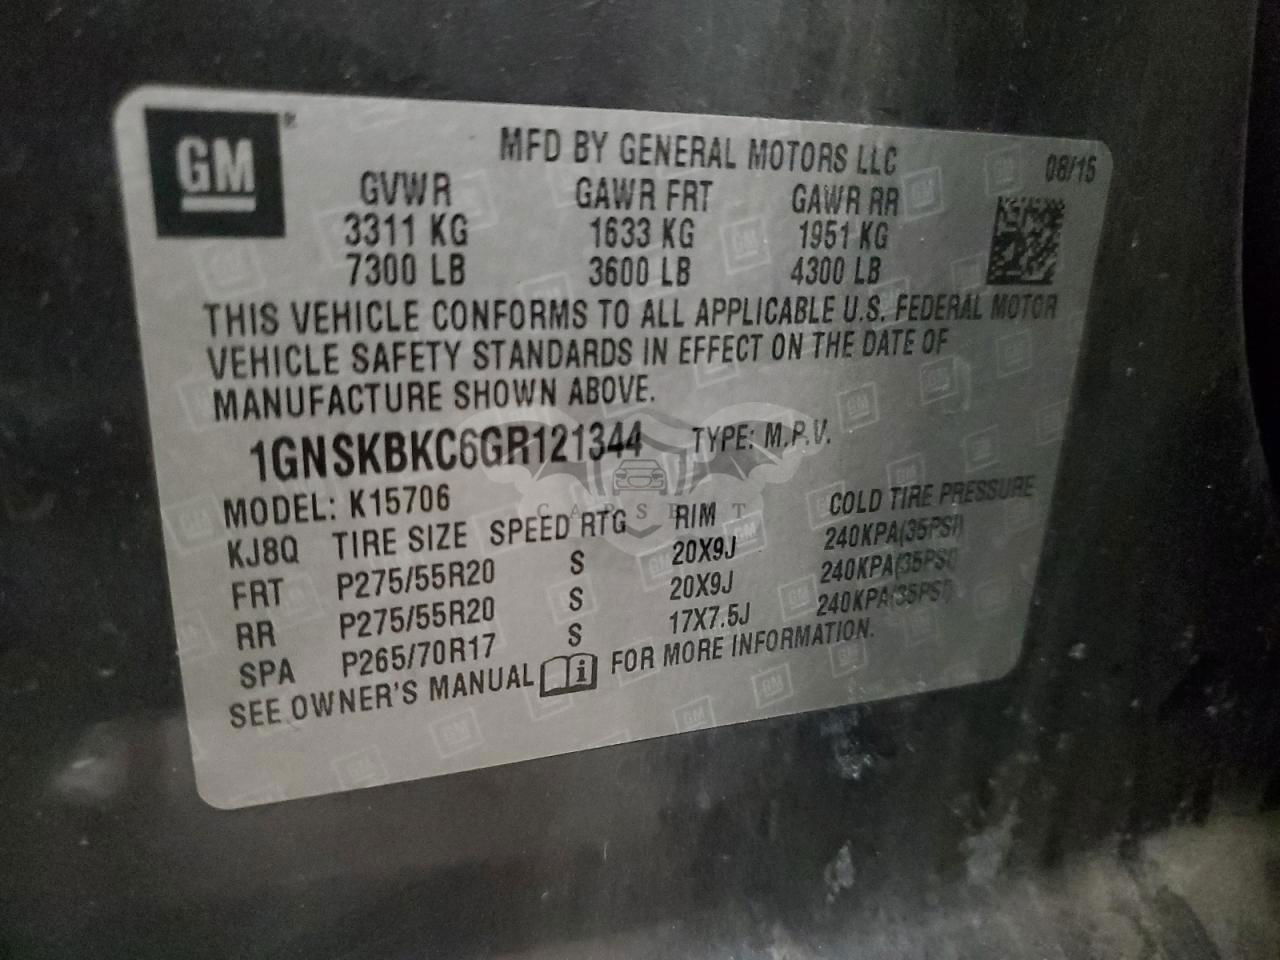 GM
MFD BY GENERAL MOTORS LLC 08/15
GVWR GAWR FRT GAWR RR
3311 KG 1633 KG 1951 KG
7300 LB 3600 LB 4300 LB
THIS VEHICLE CONFORMS TO ALL APPLICABLE U.S. FEDERAL MOTOR
VEHICLE SAFETY STANDARDS IN EFFECT ON THE DATE OF
MANUFACTURE SHOWN ABOVE.
1GNSKBKC6GR121344 TYPE: M.P.V.
MODEL: K15706
KJ8Q TIRE SIZE SPEED RTG RIM COLD TIRE PRESSURE
FRT P275/55R20 S 20X9J 240KPA(35PSI)
RR P275/55R20 S 20X9J 240KPA(35PSI)
SPA P265/70R17 S 17X7.5J 240KPA(35PSI)
SEE OWNER'S MANUAL i FOR MORE INFORMATION.